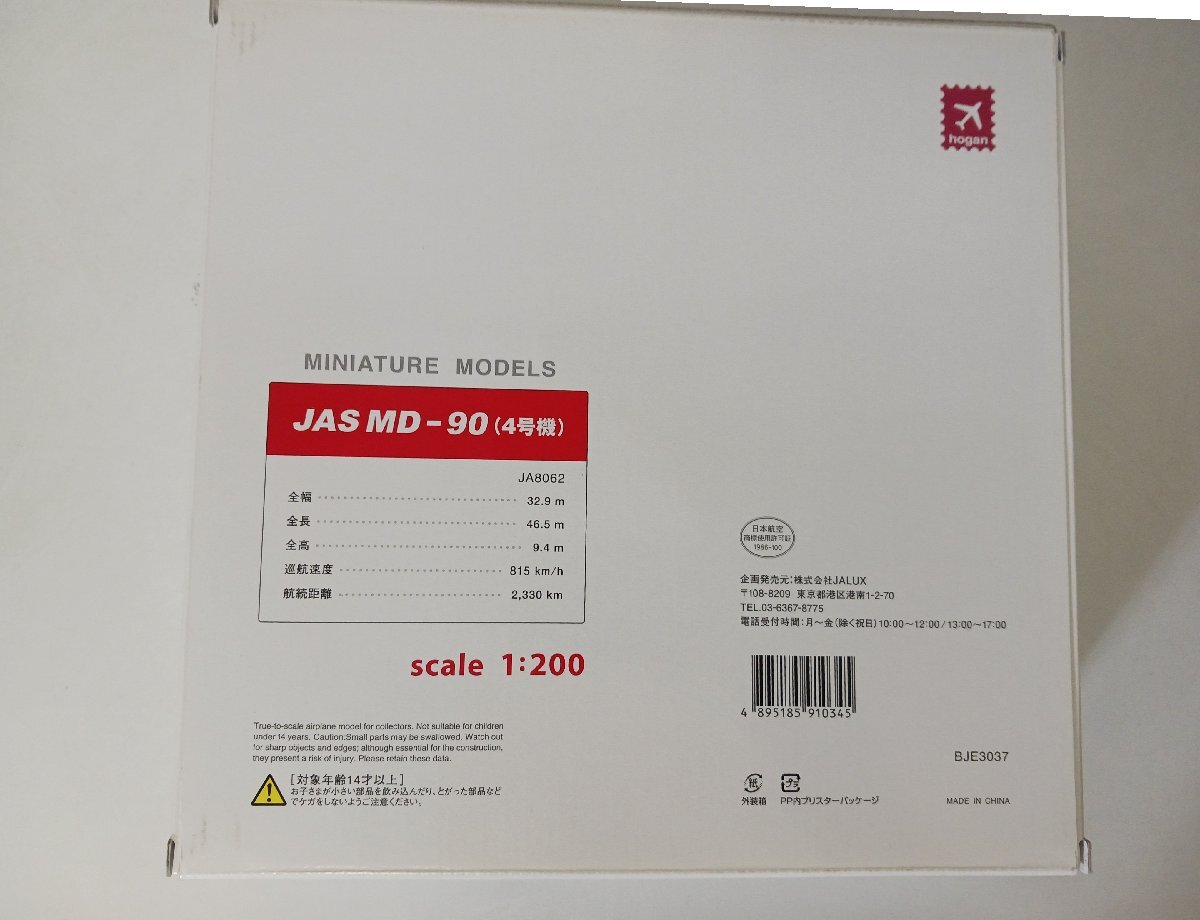 hogan
MINIATURE MODELS
JAS MD-90(4号機)
JA8062
全幅 32.9 m
全長 46.5 m
全高 9.4 m
巡航速度 815 km/h
航続距離 2,330 km
scale 1:200
True-to-scale airplane model for collectors. Not suitable for children
under 14 years. Caution:Small parts may be swallowed. Watch out
for sharp objects and edges; although essential for the construction,
they present a risk of injury. Please retain these data.
[対象年齢14才以上]
お子さまが小さい部品を飲み込んだり、とがった部品など
でケガをしないようご注意ください。
日本航空
商標使用許可証
1966-100
企画発売元:株式会社JALUX
〒108-8209 東京都港区港南1-2-70
TEL.03-6367-8775
電話受付時間:月〜金(除く祝日)10:00〜12:00/13:00〜17:00
4 895185 910345
BJE3037
紙 プラ
外装箱 PP内ブリスターパッケージ
MADE IN CHINA